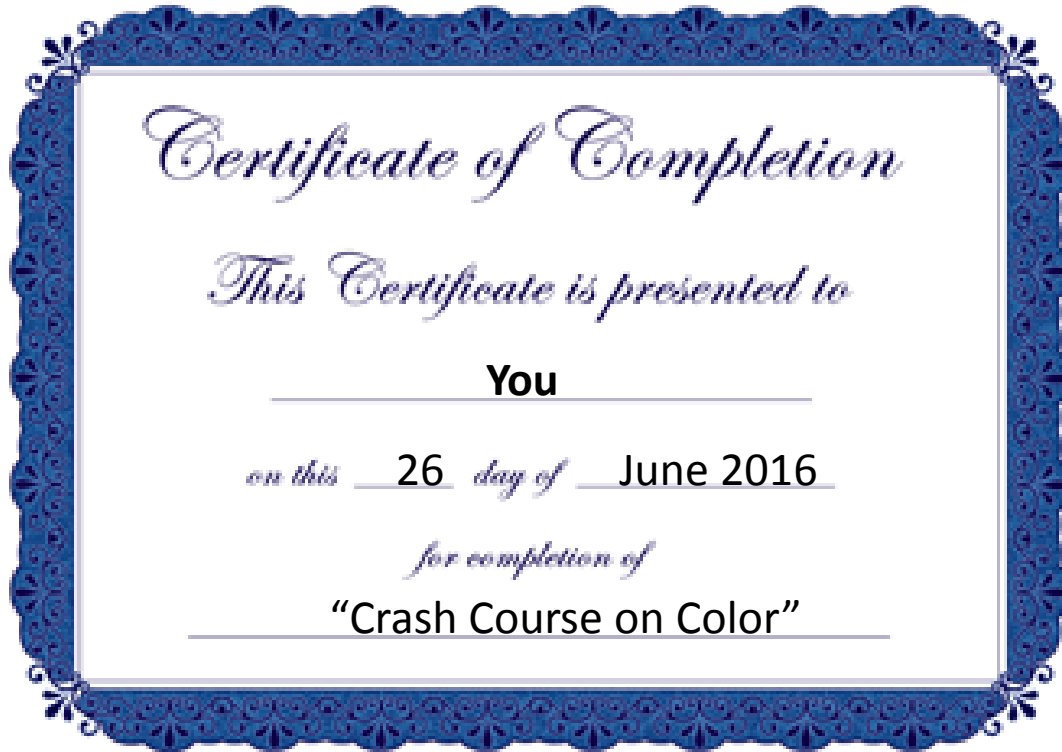 Certificate of Completion
This Certificate is presented to
You
on this 26 day of June 2016
for completion of
“Crash Course on Color”